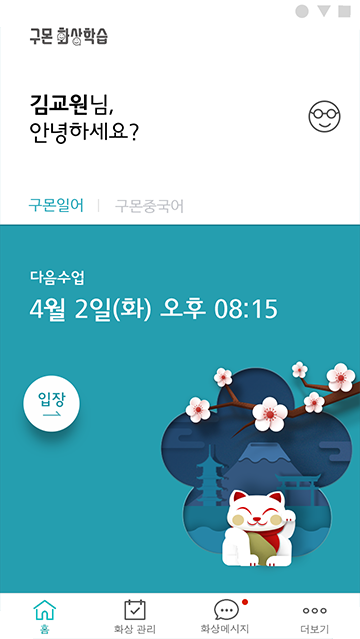 구몬 화상학습
김교원님,
안녕하세요?
구몬일어 | 구몬중국어
다음수업
4월 2일(화) 오후 08:15
입장
홈
화상 관리
화상메시지
더보기